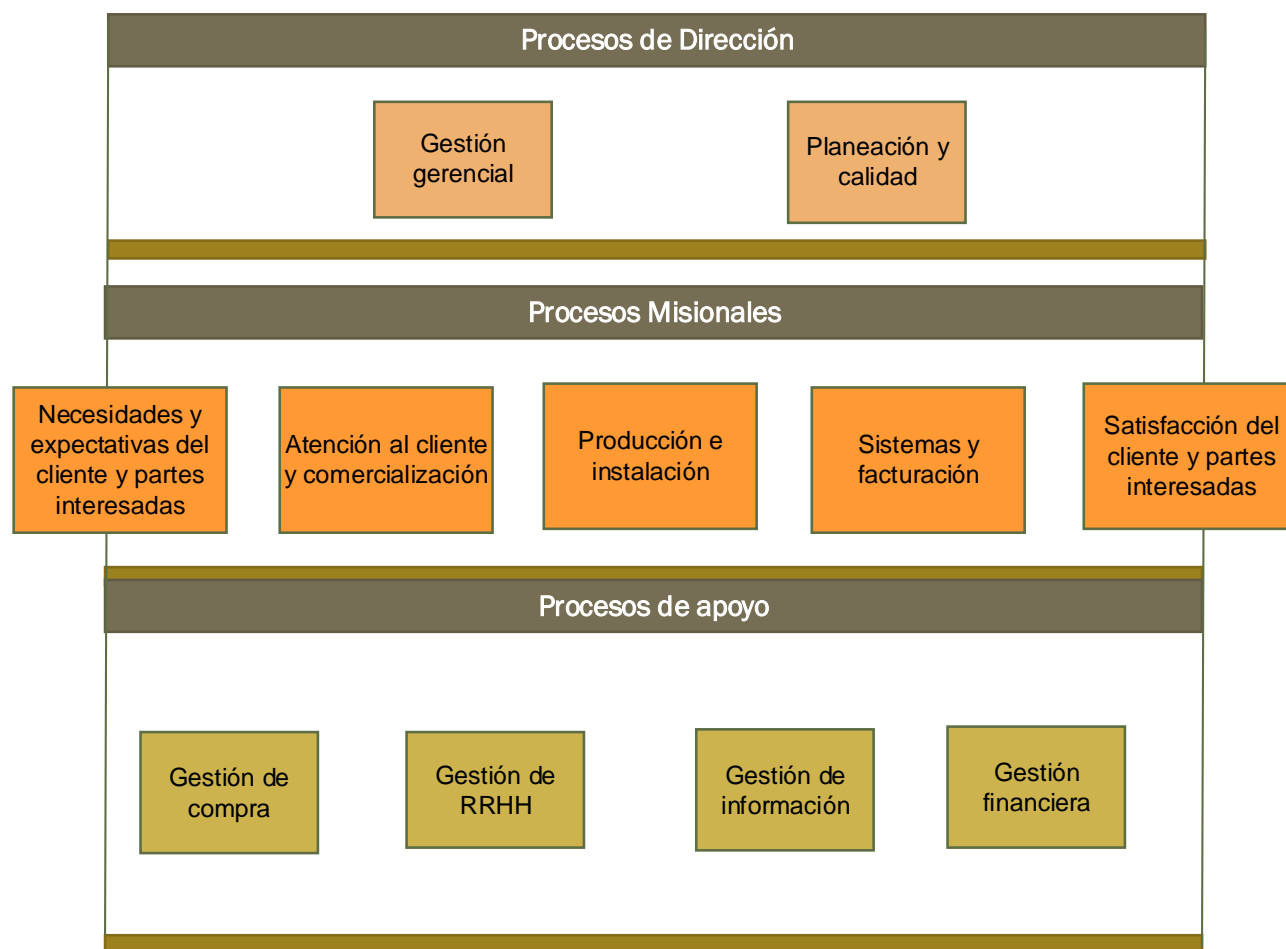 Procesos de Dirección
Gestión
gerencial
Planeación y
calidad
Procesos Misionales
Necesidades y
expectativas del
cliente y partes
interesadas
Atención al cliente
y comercialización
Producción e
instalación
Sistemas y
facturación
Satisfacción del
cliente y partes
interesadas
Procesos de apoyo
Gestión de
compra
Gestión de
RRHH
Gestión de
información
Gestión
financiera